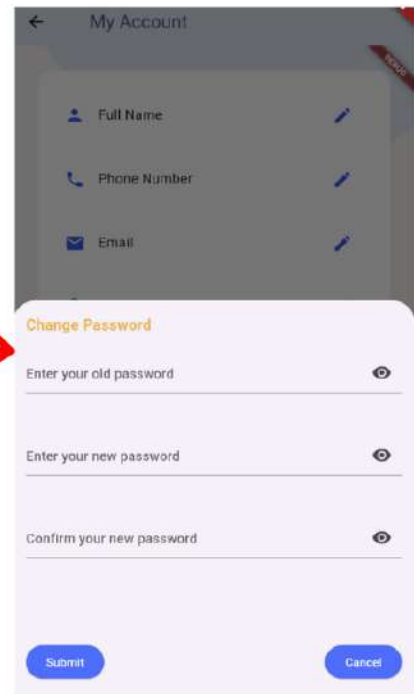 My Account
DEBUG
Full Name
Phone Number
Email
Change Password
Enter your old password
Enter your new password
Confirm your new password
Submit
Cancel